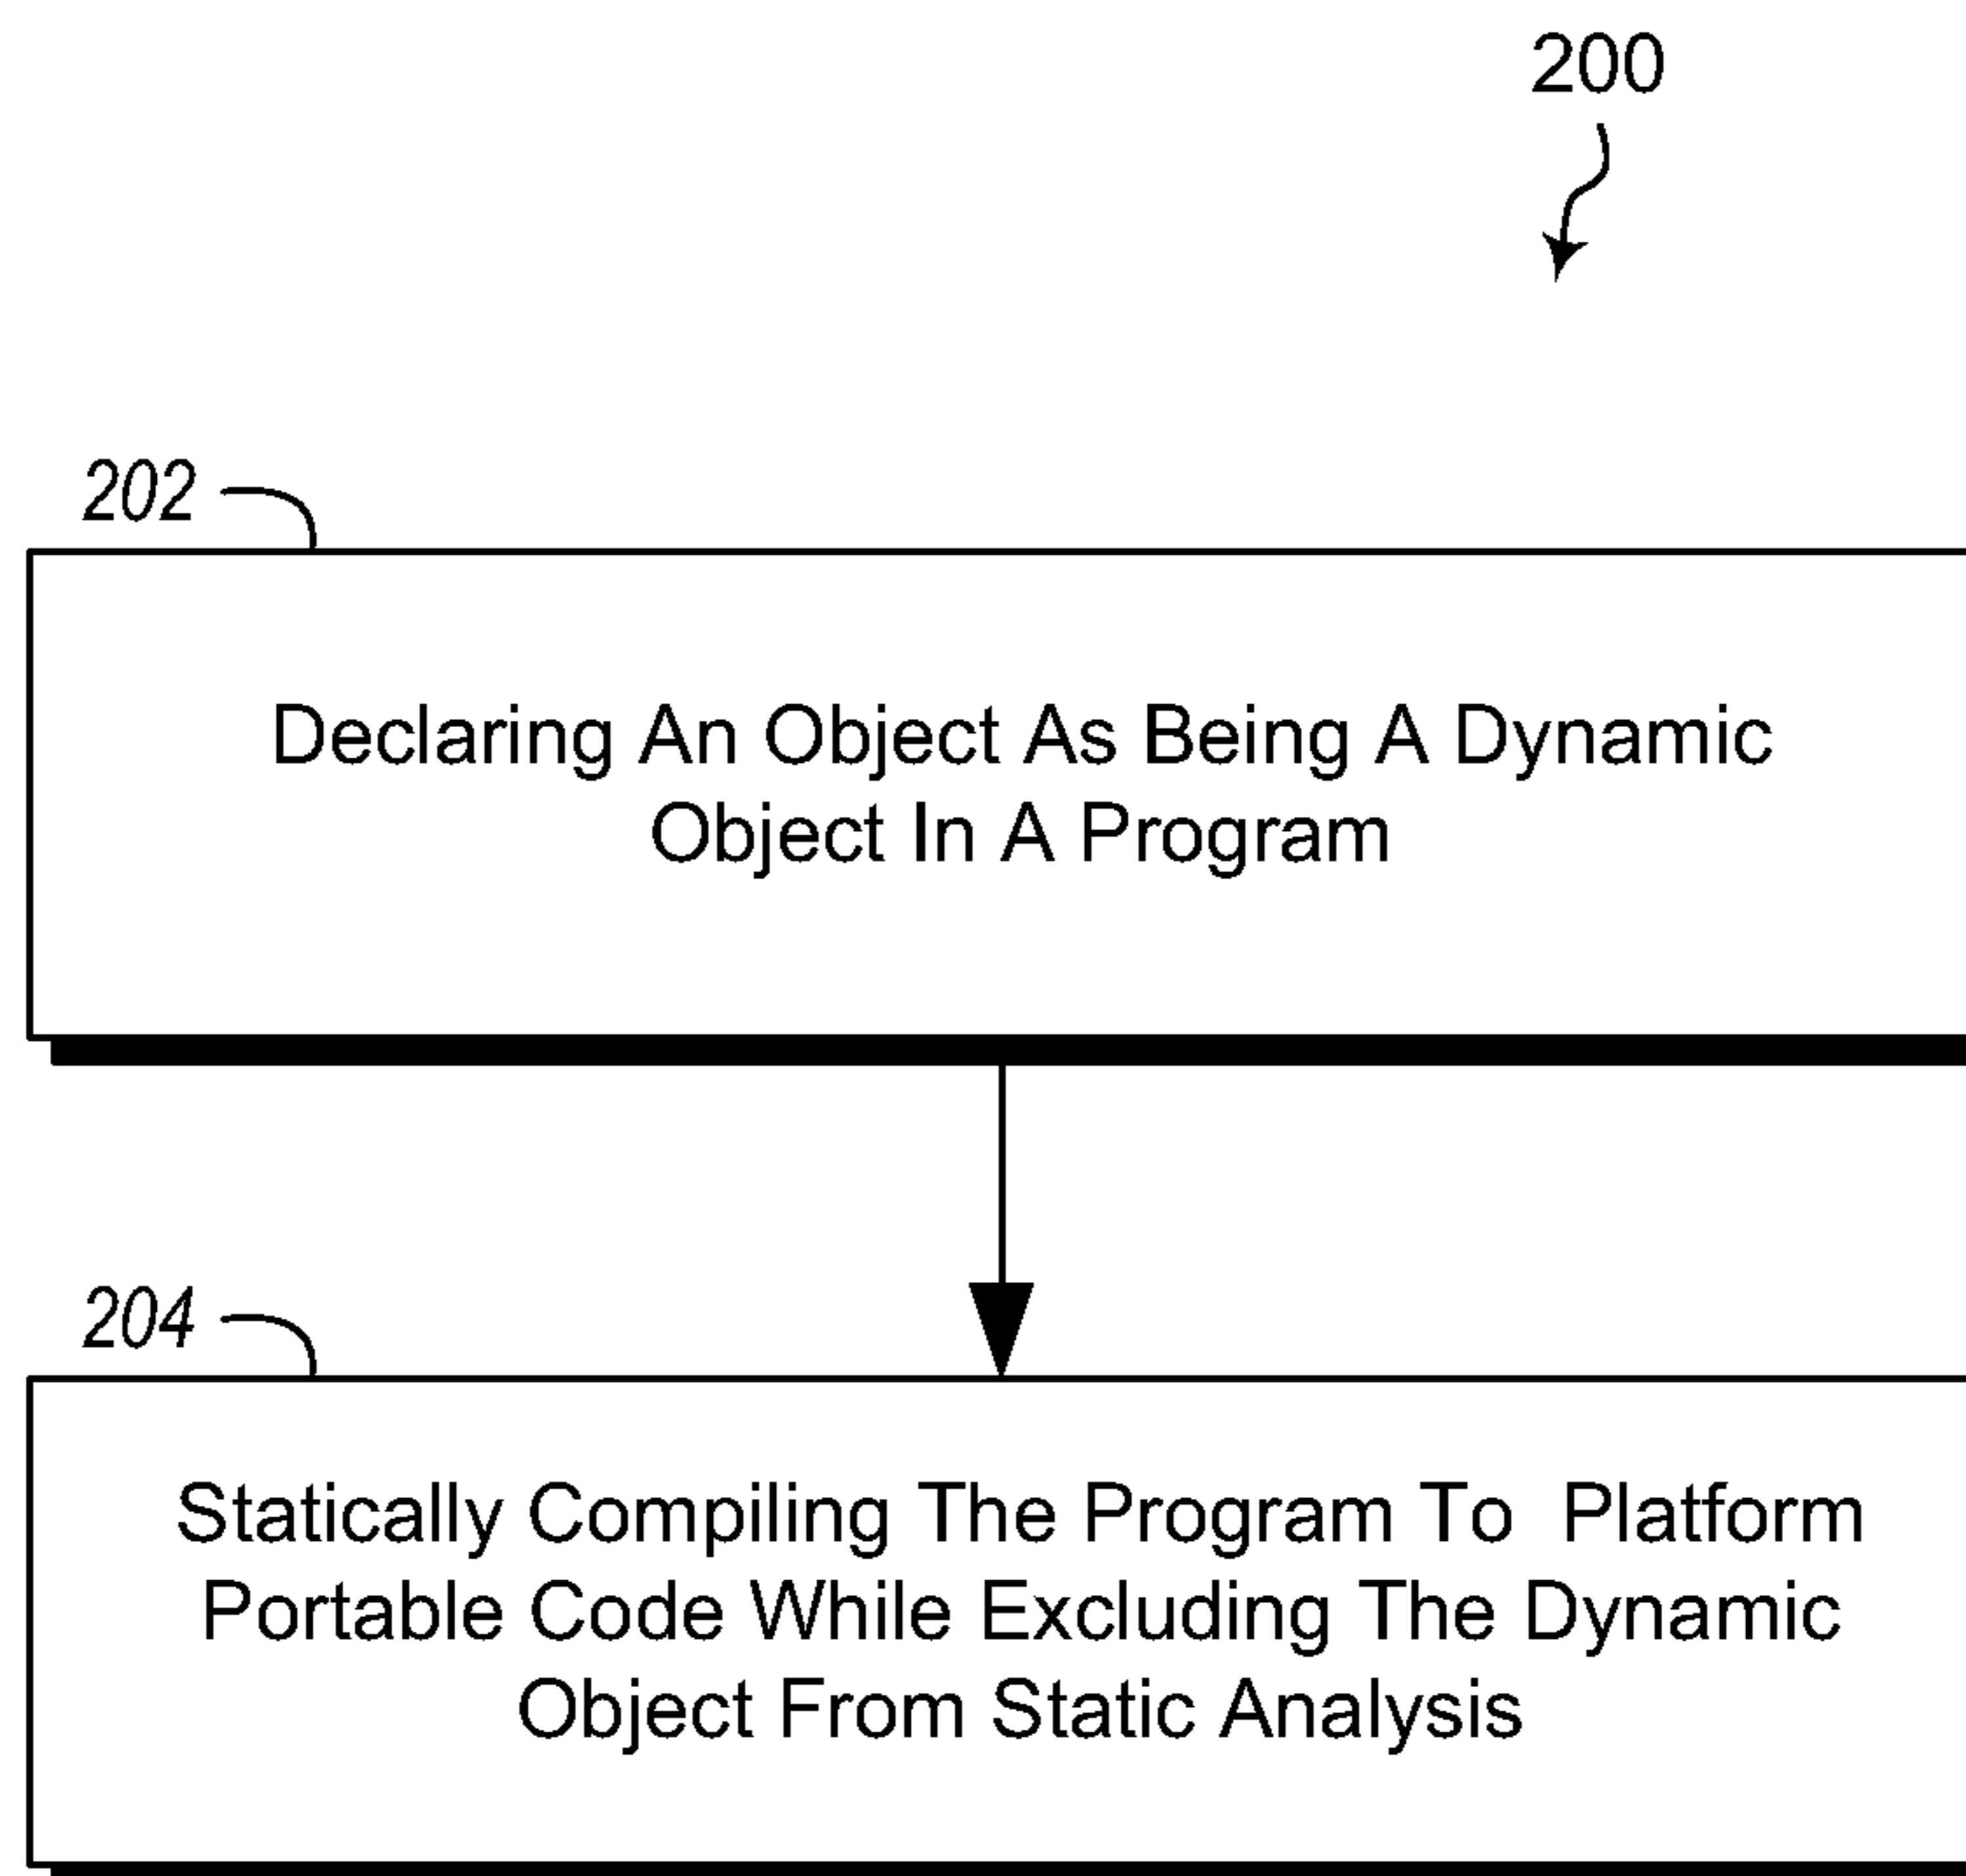 200
202
Declaring An Object As Being A Dynamic
Object In A Program
204
Statically Compiling The Program To Platform
Portable Code While Excluding The Dynamic
Object From Static Analysis